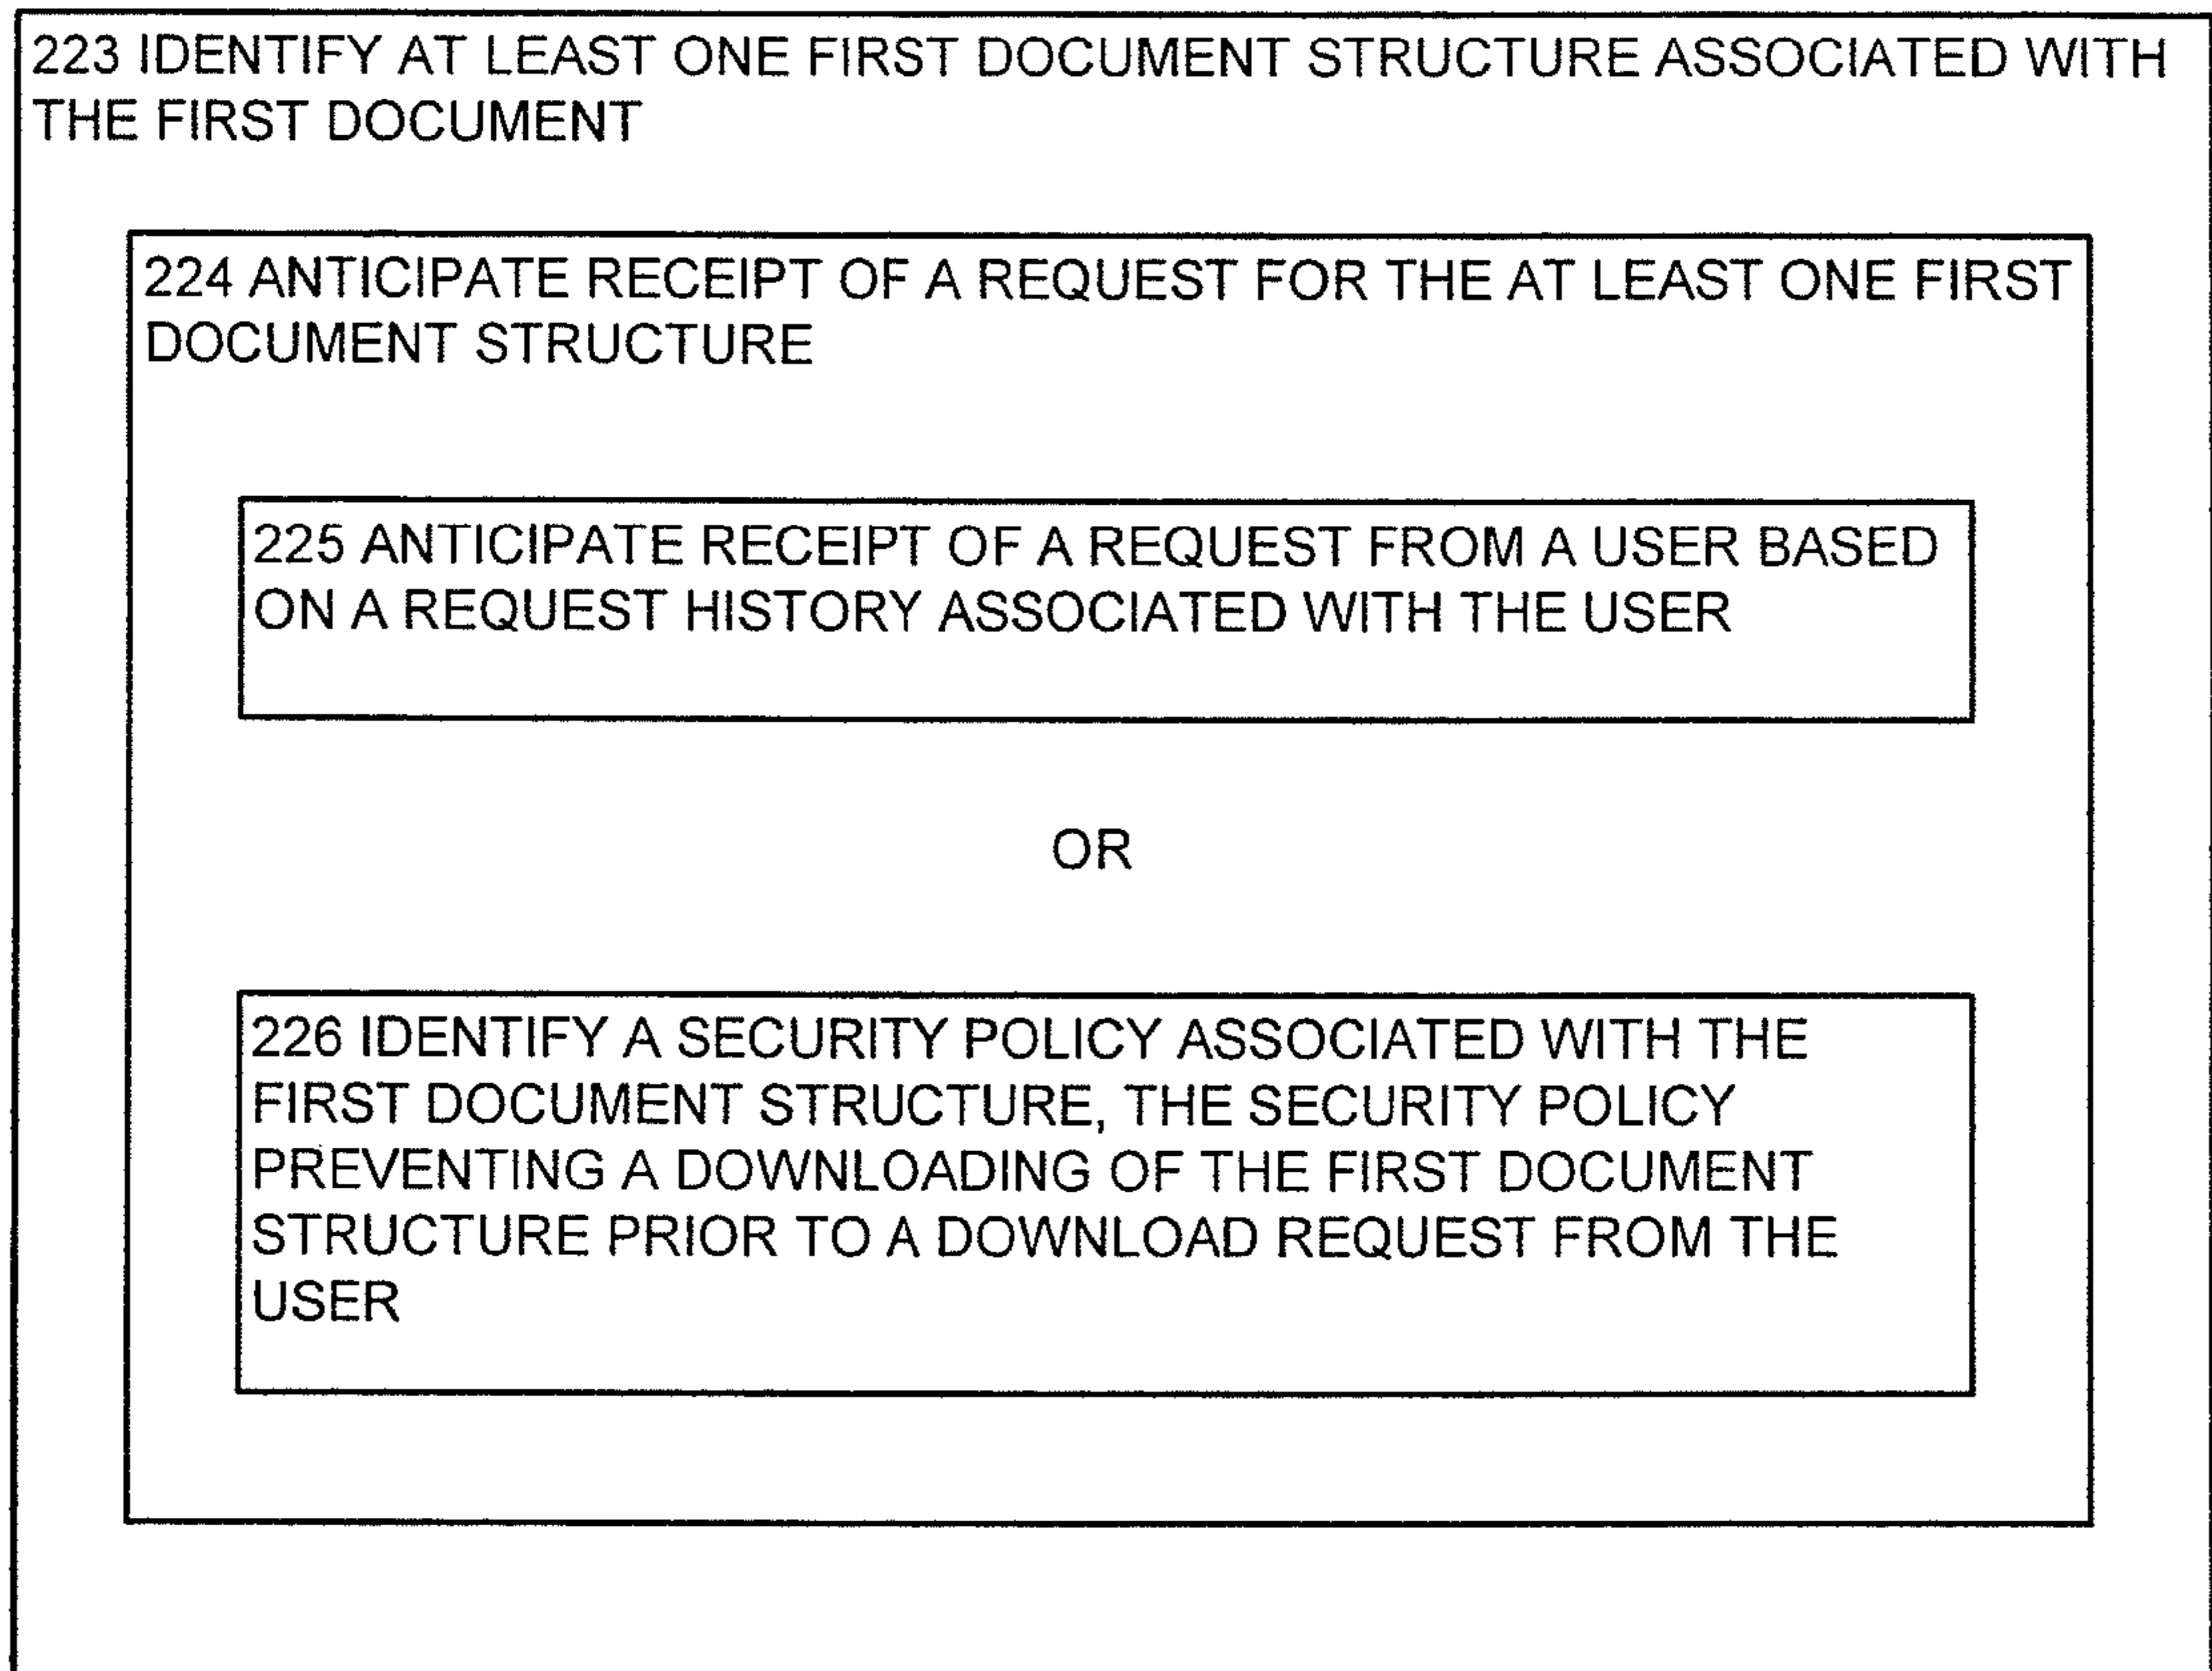 223 IDENTIFY AT LEAST ONE FIRST DOCUMENT STRUCTURE ASSOCIATED WITH
THE FIRST DOCUMENT
224 ANTICIPATE RECEIPT OF A REQUEST FOR THE AT LEAST ONE FIRST
DOCUMENT STRUCTURE
225 ANTICIPATE RECEIPT OF A REQUEST FROM A USER BASED
ON A REQUEST HISTORY ASSOCIATED WITH THE USER
OR
226 IDENTIFY A SECURITY POLICY ASSOCIATED WITH THE
FIRST DOCUMENT STRUCTURE, THE SECURITY POLICY
PREVENTING A DOWNLOADING OF THE FIRST DOCUMENT
STRUCTURE PRIOR TO A DOWNLOAD REQUEST FROM THE
USER